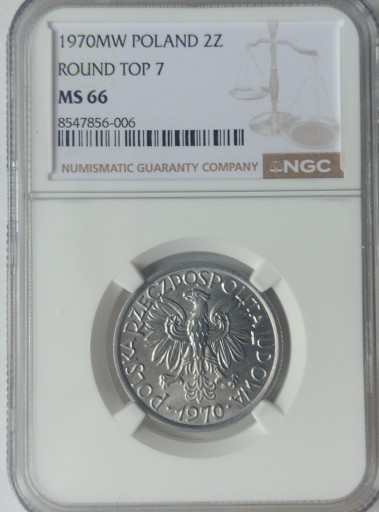 1970MW POLAND 2Z
ROUND TOP 7
MS 66
8547856-006
NUMISMATIC GUARANTY COMPANY NGC
POLSKA RZECZPOSPOLITA LUDOWA
·1970·